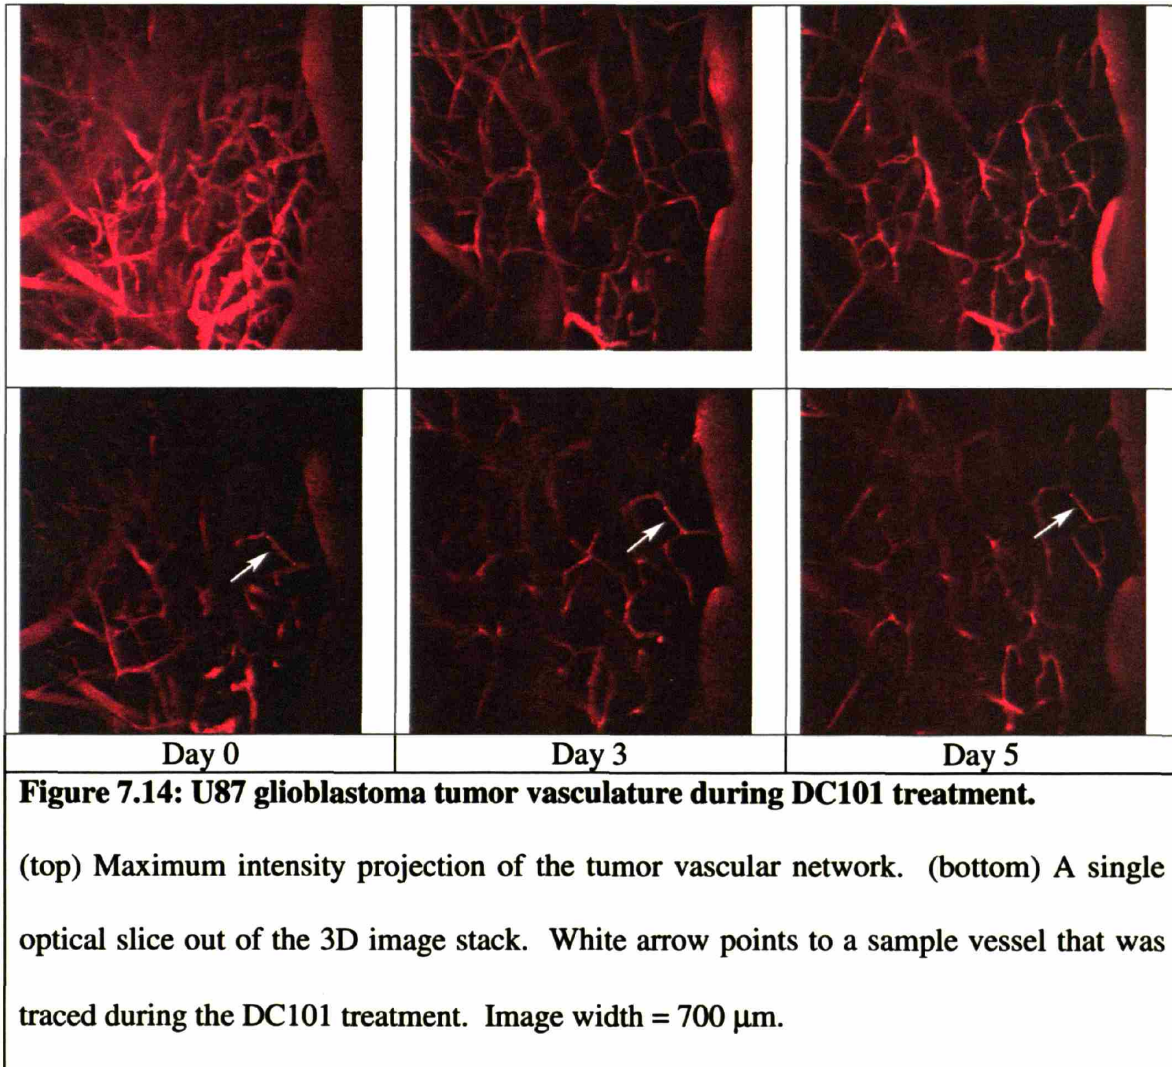 Day 0 Day 3 Day 5
Figure 7.14: U87 glioblastoma tumor vasculature during DC101 treatment.
(top) Maximum intensity projection of the tumor vascular network. (bottom) A single
optical slice out of the 3D image stack. White arrow points to a sample vessel that was
traced during the DC101 treatment. Image width = 700 μm.